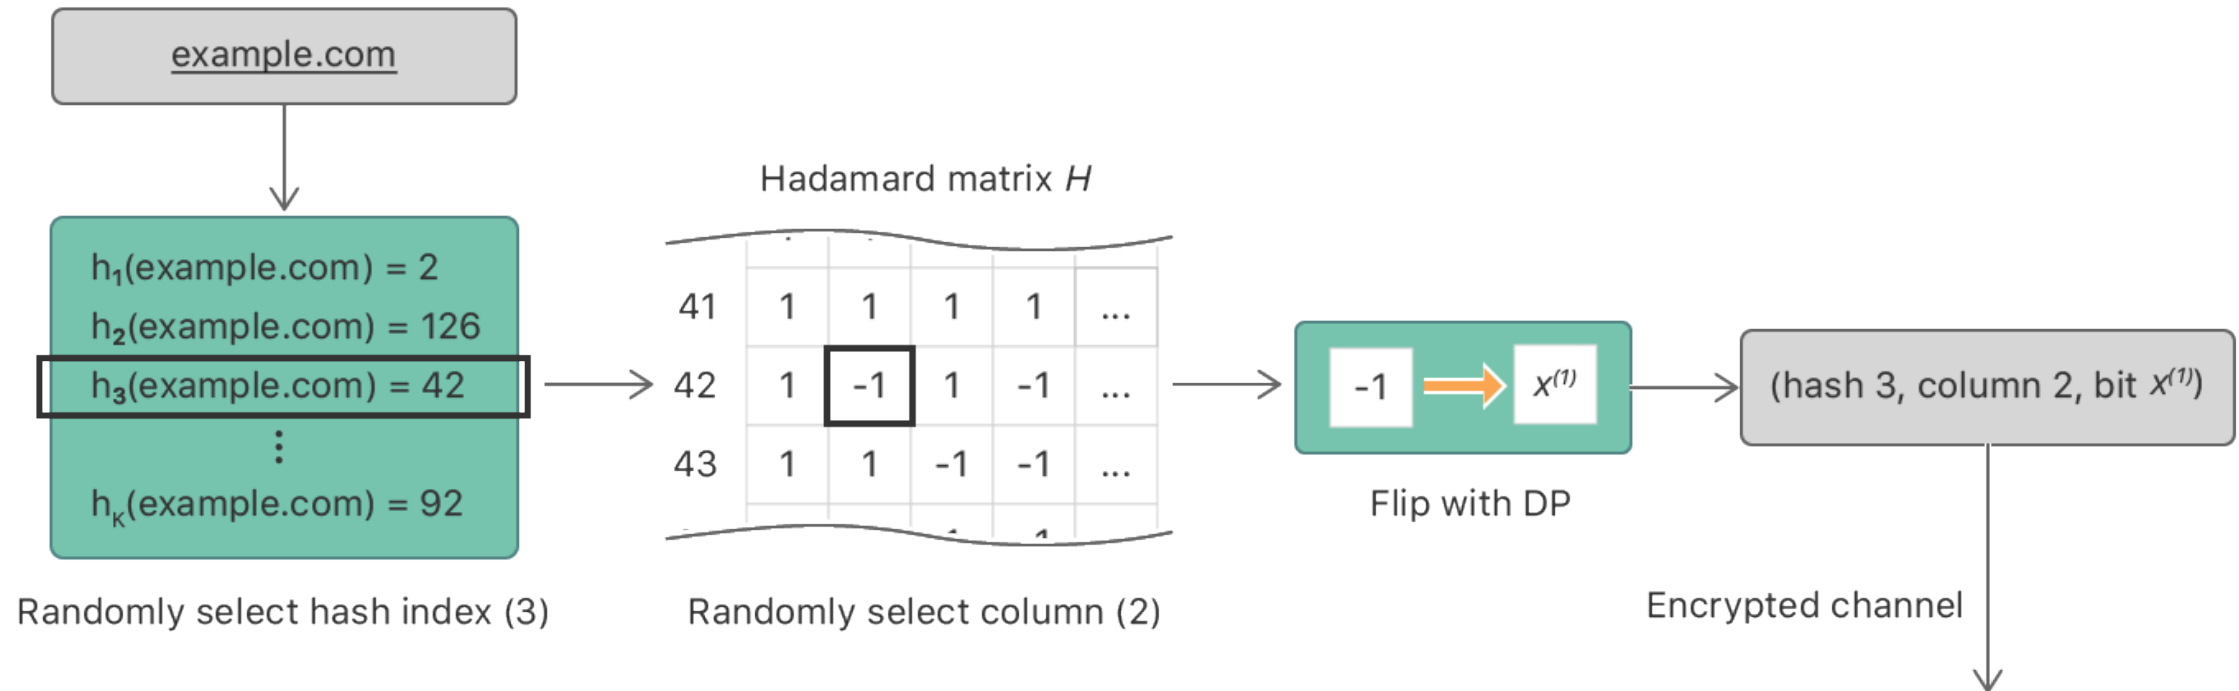 example.com
h₁(example.com) = 2
h₂(example.com) = 126
h₃(example.com) = 42
⋮
hₖ(example.com) = 92
Randomly select hash index (3)
Hadamard matrix H
41 1 1 1 1 ...
42 1 -1 1 -1 ...
43 1 1 -1 -1 ...
Randomly select column (2)
-1 x⁽¹⁾
Flip with DP
(hash 3, column 2, bit x⁽¹⁾)
Encrypted channel